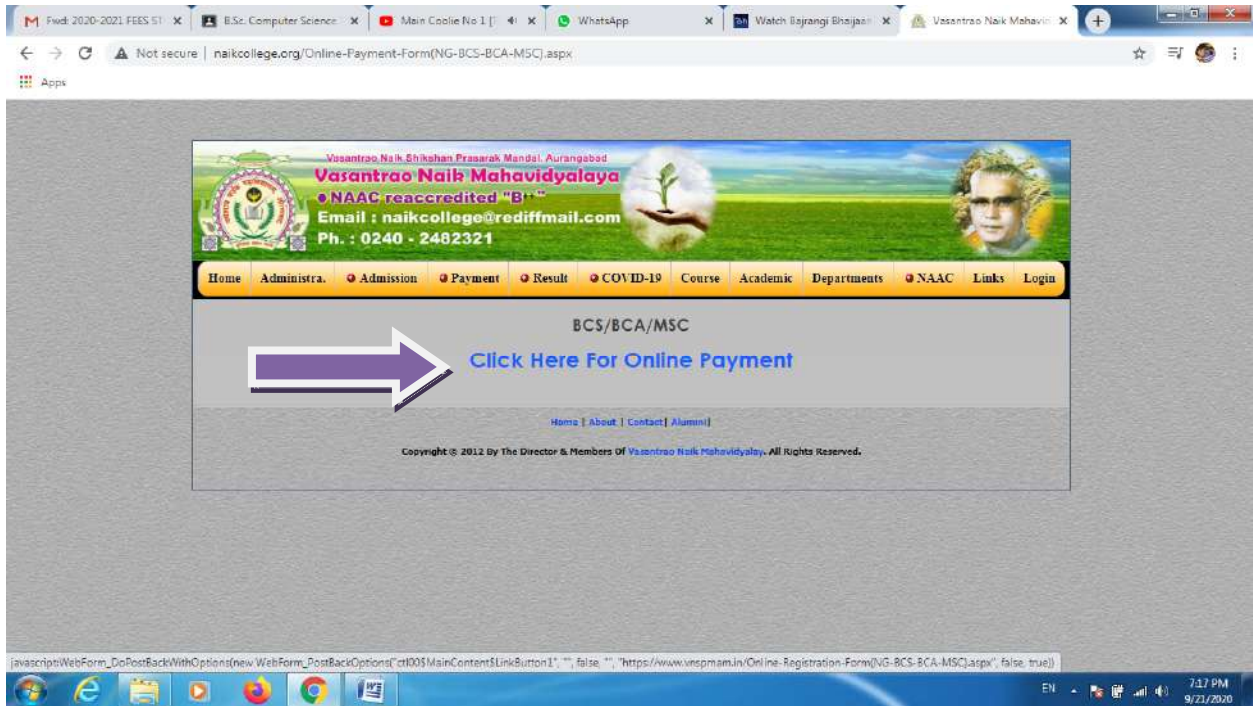 Fwd: 2020-2021 FEES ST
B.Sc. Computer Science
Main Coolie No 1 [
WhatsApp
Watch Bajrangi Bhaijaan
Vasantrao Naik Mahavid
Not secure | naikcollege.org/Online-Payment-Form(NG-BCS-BCA-MSC).aspx
Apps
Vasantrao Naik Shikshan Prasarak Mandal, Aurangabad
Vasantrao Naik Mahavidyalaya
NAAC reaccredited "B++"
Email : naikcollege@rediffmail.com
Ph. : 0240 - 2482321
Home Administra. Admission Payment Result COVID-19 Course Academic Departments NAAC Links Login
BCS/BCA/MSC
Click Here For Online Payment
Home | About | Contact| Alumni|
Copyright © 2012 By The Director & Members Of Vasantrao Naik Mahavidyalay. All Rights Reserved.
javascript:WebForm_DoPostBackWithOptions(new WebForm_PostBackOptions("ctl00$MainContent$LinkButton1", "", false, "", "https://www.vnspmam.in/Online-Registration-Form(NG-BCS-BCA-MSC).aspx", false, true))
EN
7:17 PM
9/21/2020